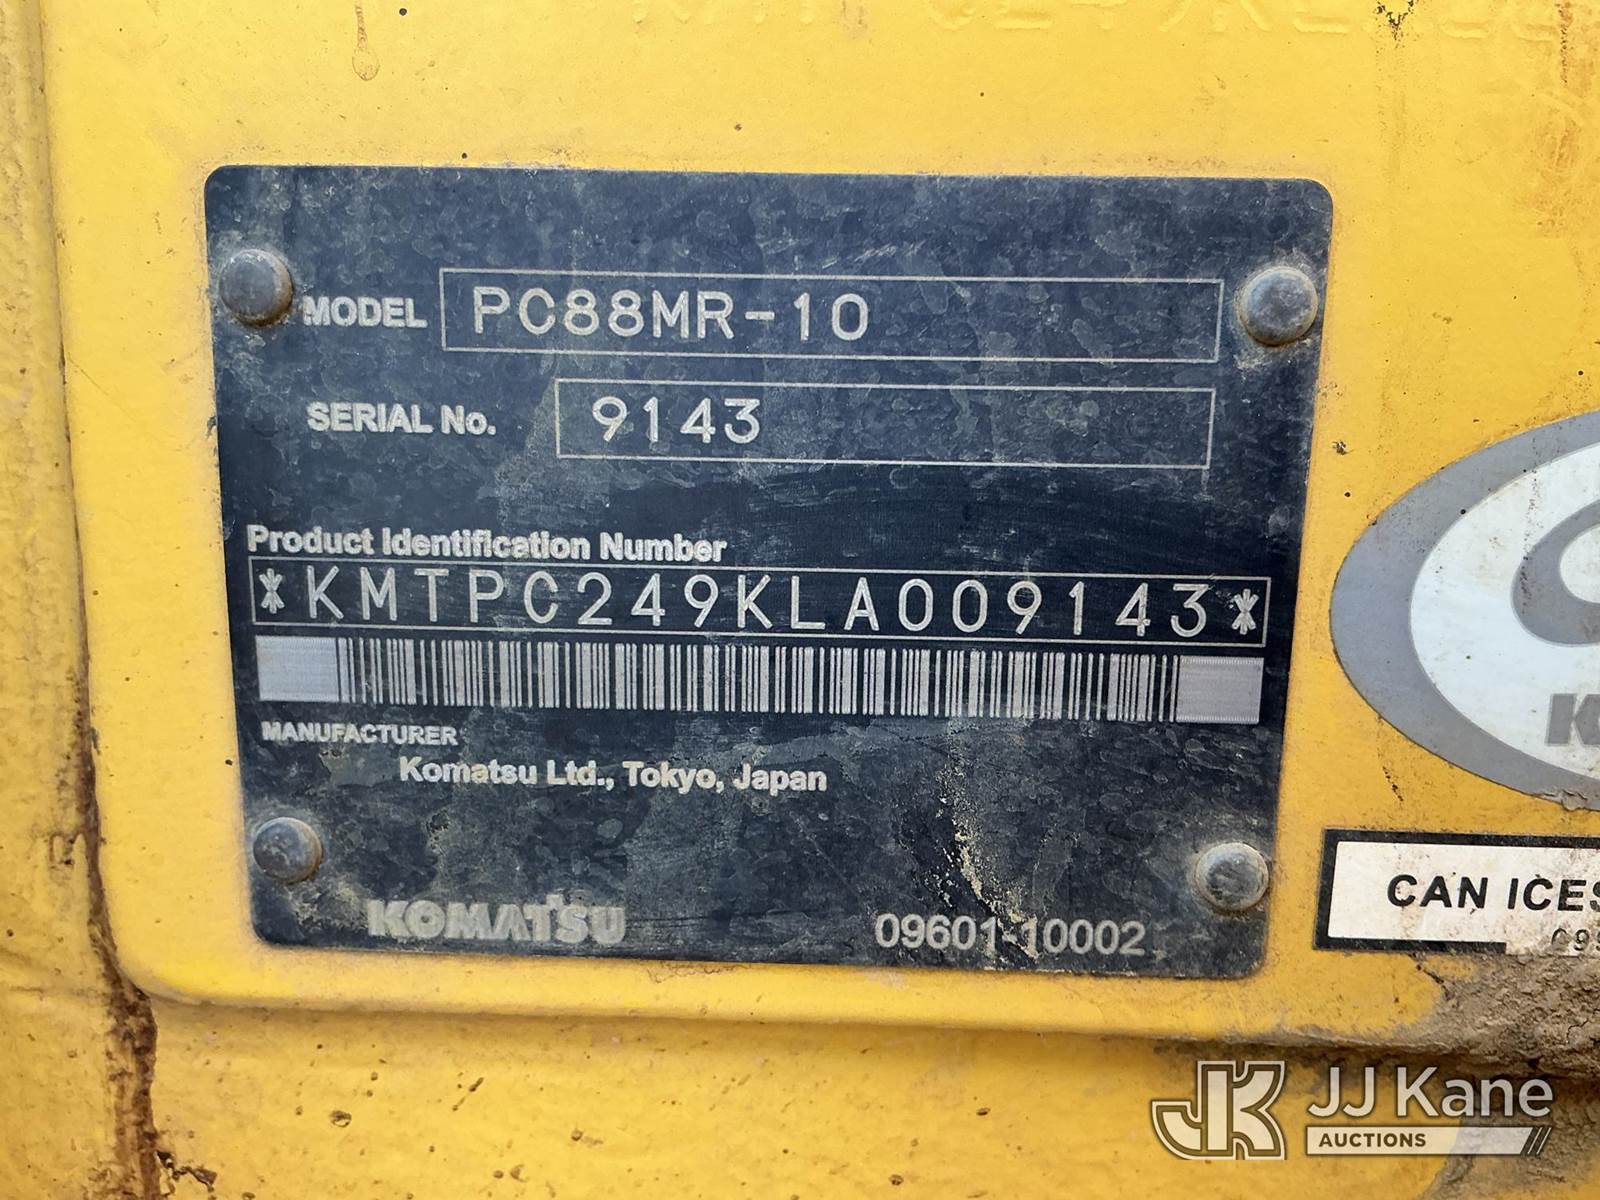 MODEL PC88MR-10
SERIAL No. 9143
Product Identification Number
*KMTPC249KLA009143*
MANUFACTURER
Komatsu Ltd., Tokyo, Japan
KOMATSU 09601-10002
CAN ICES
JJ Kane
AUCTIONS